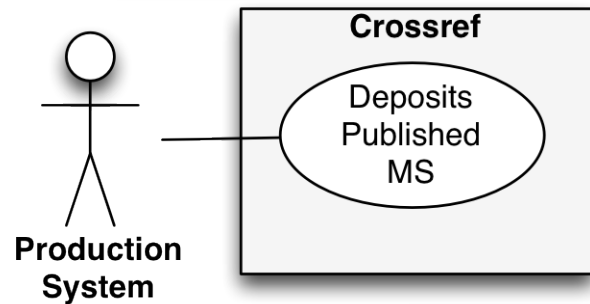 Crossref
Deposits
Published
MS
Production
System